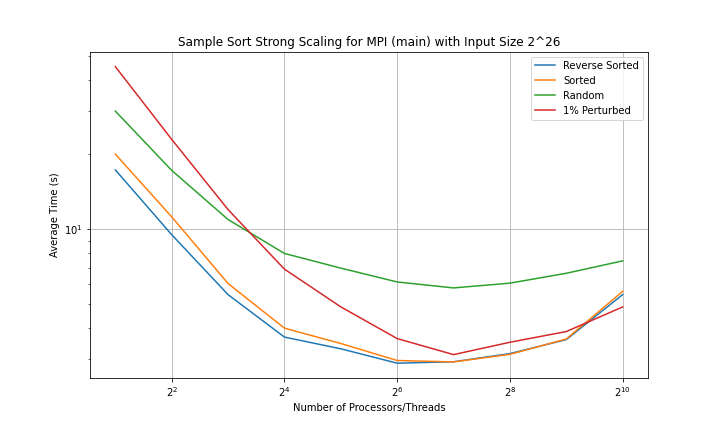 Sample Sort Strong Scaling for MPI (main) with Input Size 2^26
Reverse Sorted
Sorted
Random
1% Perturbed
Average Time (s)
10¹
2² 2⁴ 2⁶ 2⁸ 2¹⁰
Number of Processors/Threads